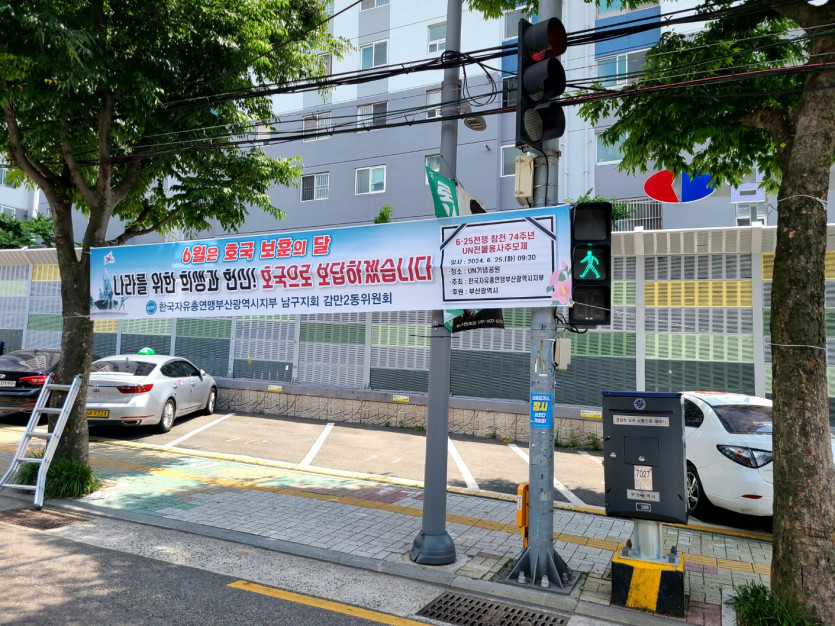 6월은 호국 보훈의 달
나라를 위한 희생과 헌신! 호국으로 보답하겠습니다
한국자유총연맹부산광역시지부 남구지회 감만2동위원회
6·25전쟁 참전 74주년
UN전몰용사추모제
· 일시 : 2024. 6. 25.(화) 09:30
· 장소 : UN기념공원
· 주최 : 한국자유총연맹부산광역시지부
· 후원 : 부산광역시
7027